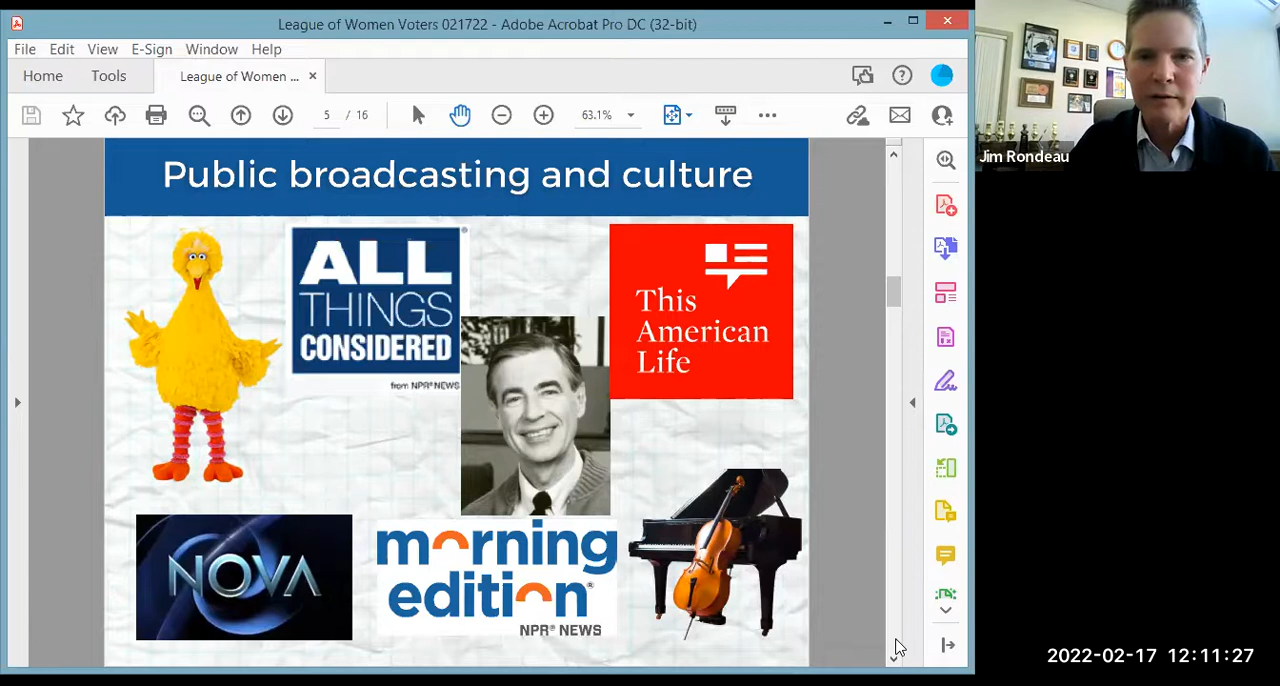 League of Women Voters 021722 - Adobe Acrobat Pro DC (32-bit)
File Edit View E-Sign Window Help
Home Tools League of Women ... ×
5 / 16 63.1%
Jim Rondeau
Public broadcasting and culture
ALL
THINGS
CONSIDERED
from NPR® NEWS
This
American
Life
NOVA
morning
edition®
NPR® NEWS
2022-02-17 12:11:27